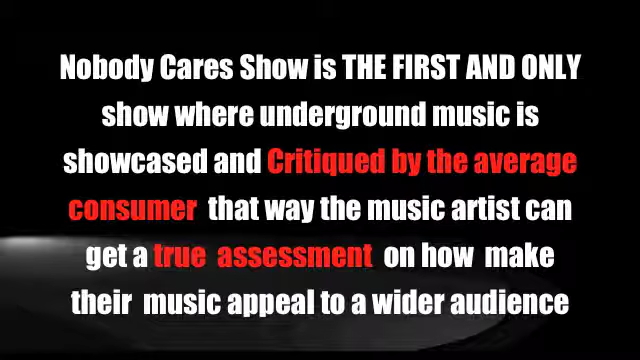 Nobody Cares Show is THE FIRST AND ONLY
show where underground music is
showcased and Critiqued by the average
consumer that way the music artist can
get a true assessment on how make
their music appeal to a wider audience